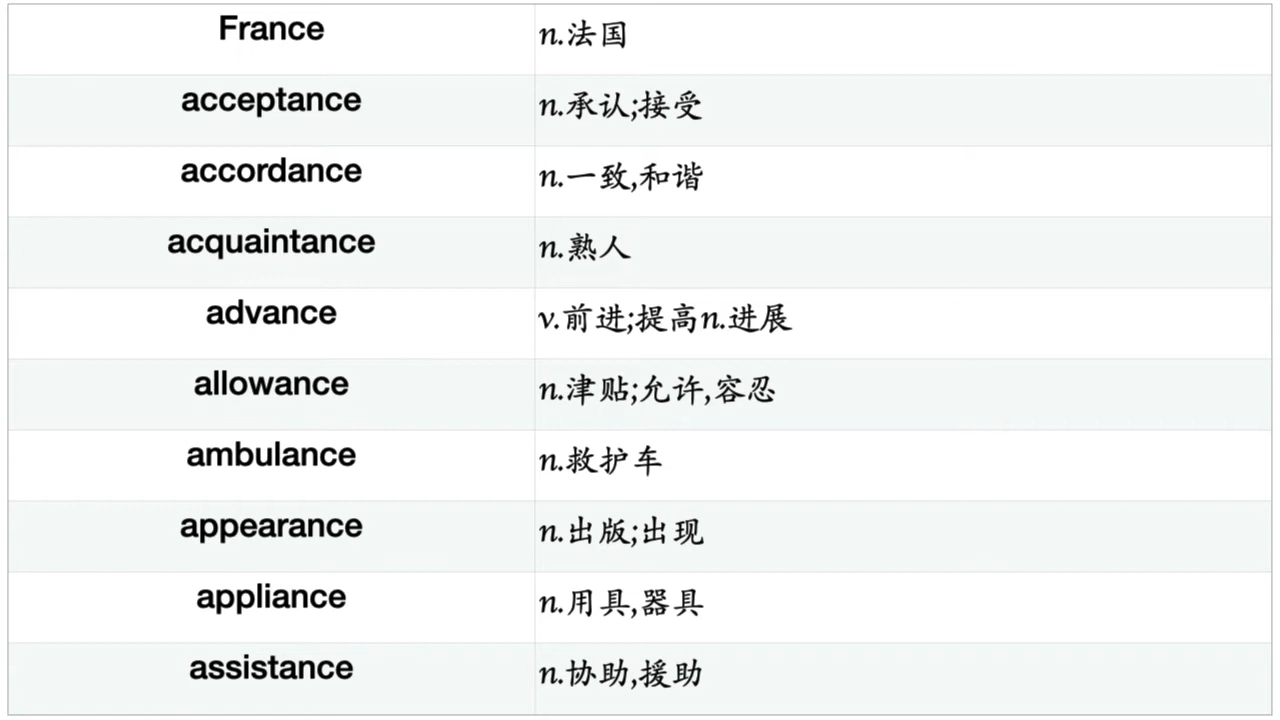 France n.法国
acceptance n.承认;接受
accordance n.一致,和谐
acquaintance n.熟人
advance v.前进;提高n.进展
allowance n.津贴;允许,容忍
ambulance n.救护车
appearance n.出版;出现
appliance n.用具,器具
assistance n.协助,援助